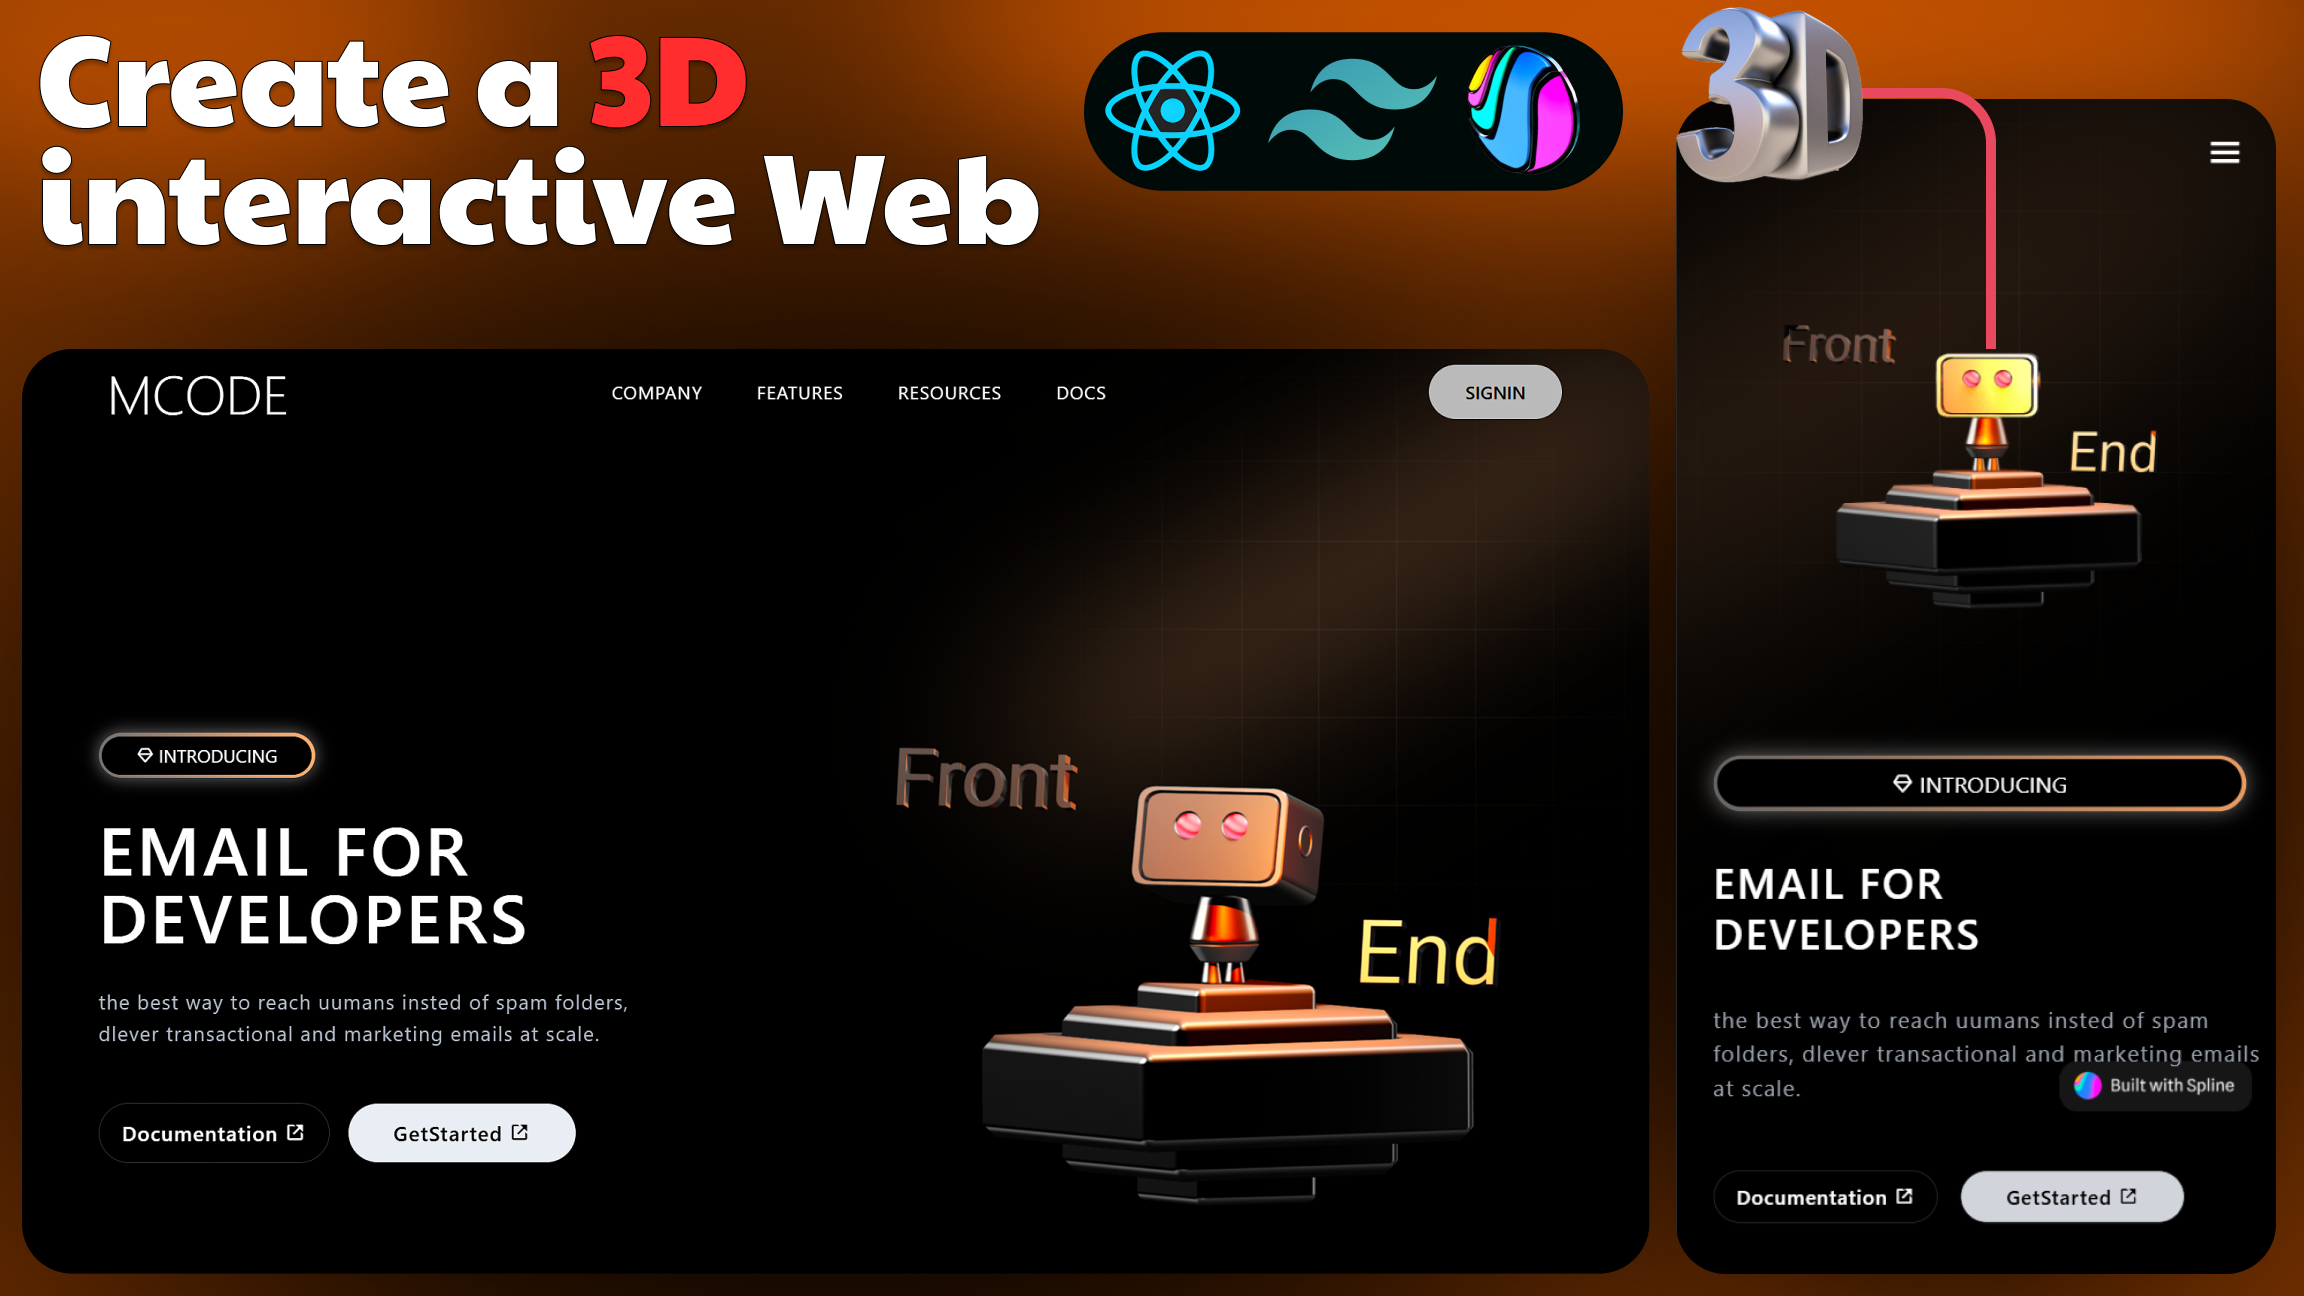 Create a 3D
interactive Web
3D
MCODE
COMPANY
FEATURES
RESOURCES
DOCS
SIGNIN
INTRODUCING
EMAIL FOR
DEVELOPERS
the best way to reach uumans insted of spam folders,
dlever transactional and marketing emails at scale.
Documentation
GetStarted
Front
End
Front
End
INTRODUCING
EMAIL FOR
DEVELOPERS
the best way to reach uumans insted of spam
folders, dlever transactional and marketing emails
at scale.
Built with Spline
Documentation
GetStarted